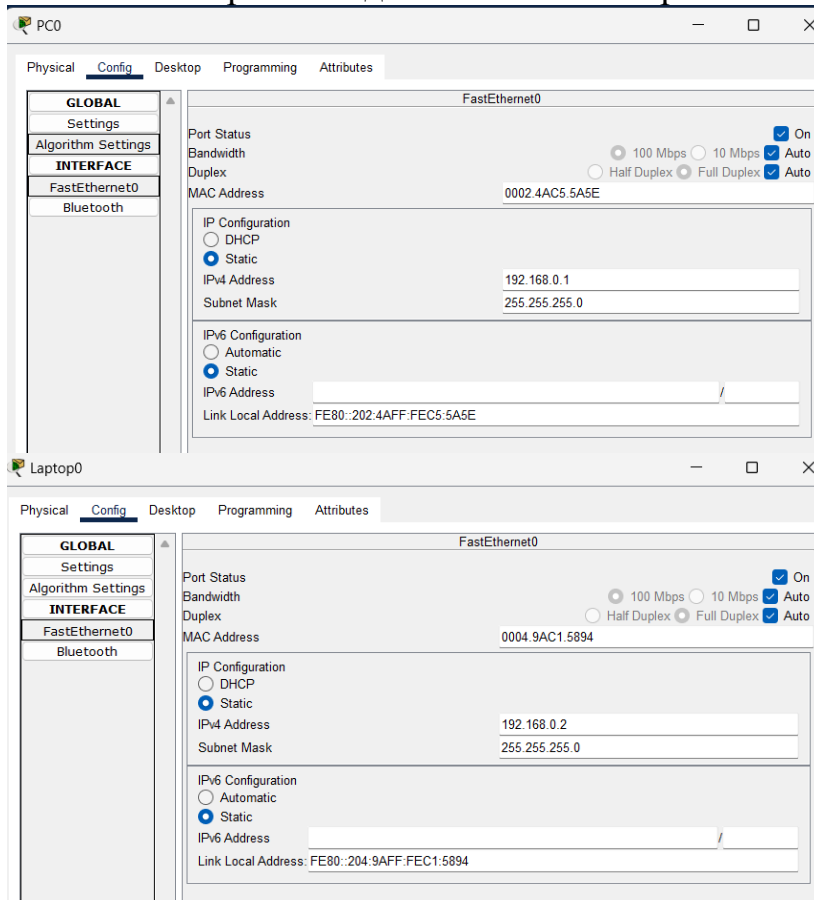 PC0
Physical Config Desktop Programming Attributes
GLOBAL
Settings
Algorithm Settings
INTERFACE
FastEthernet0
Bluetooth
FastEthernet0
Port Status On
Bandwidth 100 Mbps 10 Mbps Auto
Duplex Half Duplex Full Duplex Auto
MAC Address 0002.4AC5.5A5E
IP Configuration
DHCP
Static
IPv4 Address 192.168.0.1
Subnet Mask 255.255.255.0
IPv6 Configuration
Automatic
Static
IPv6 Address /
Link Local Address: FE80::202:4AFF:FEC5:5A5E
Laptop0
Physical Config Desktop Programming Attributes
GLOBAL
Settings
Algorithm Settings
INTERFACE
FastEthernet0
Bluetooth
FastEthernet0
Port Status On
Bandwidth 100 Mbps 10 Mbps Auto
Duplex Half Duplex Full Duplex Auto
MAC Address 0004.9AC1.5894
IP Configuration
DHCP
Static
IPv4 Address 192.168.0.2
Subnet Mask 255.255.255.0
IPv6 Configuration
Automatic
Static
IPv6 Address /
Link Local Address: FE80::204:9AFF:FEC1:5894